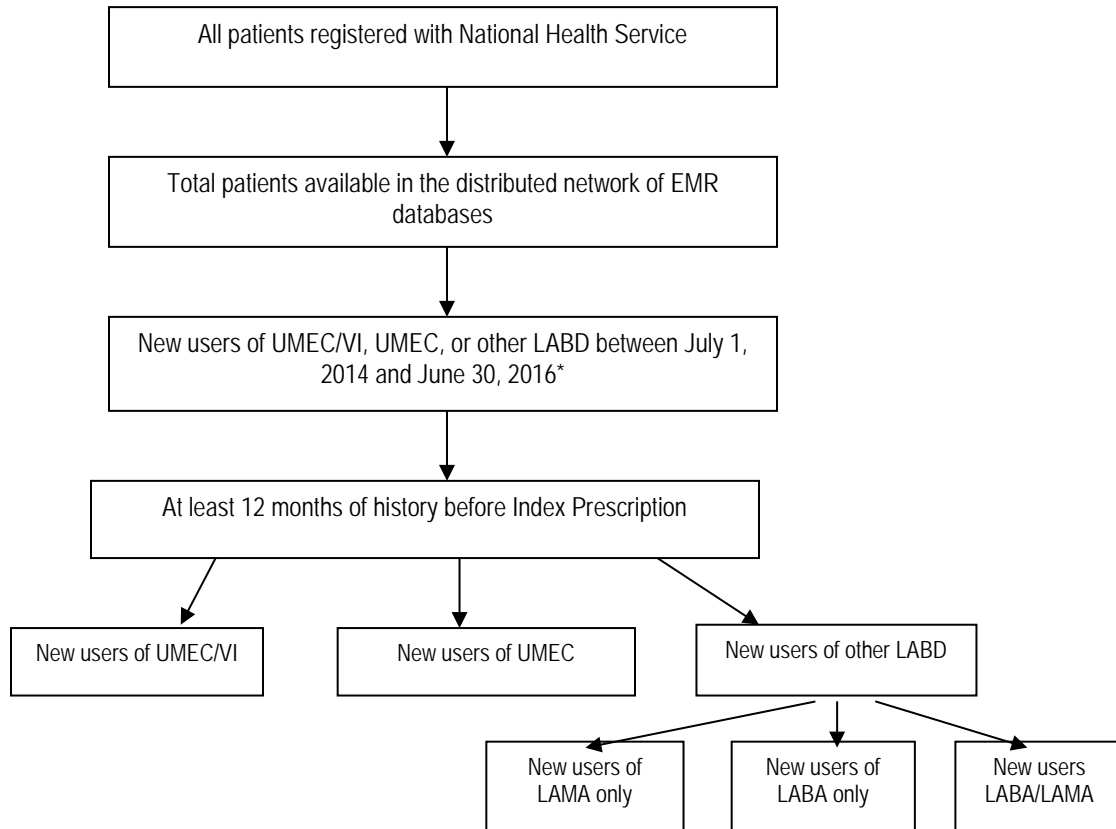 All patients registered with National Health Service
Total patients available in the distributed network of EMR
databases
New users of UMEC/VI, UMEC, or other LABD between July 1,
2014 and June 30, 2016*
At least 12 months of history before Index Prescription
New users of UMEC/VI
New users of UMEC
New users of other LABD
New users of
LAMA only
New users of
LABA only
New users
LABA/LAMA